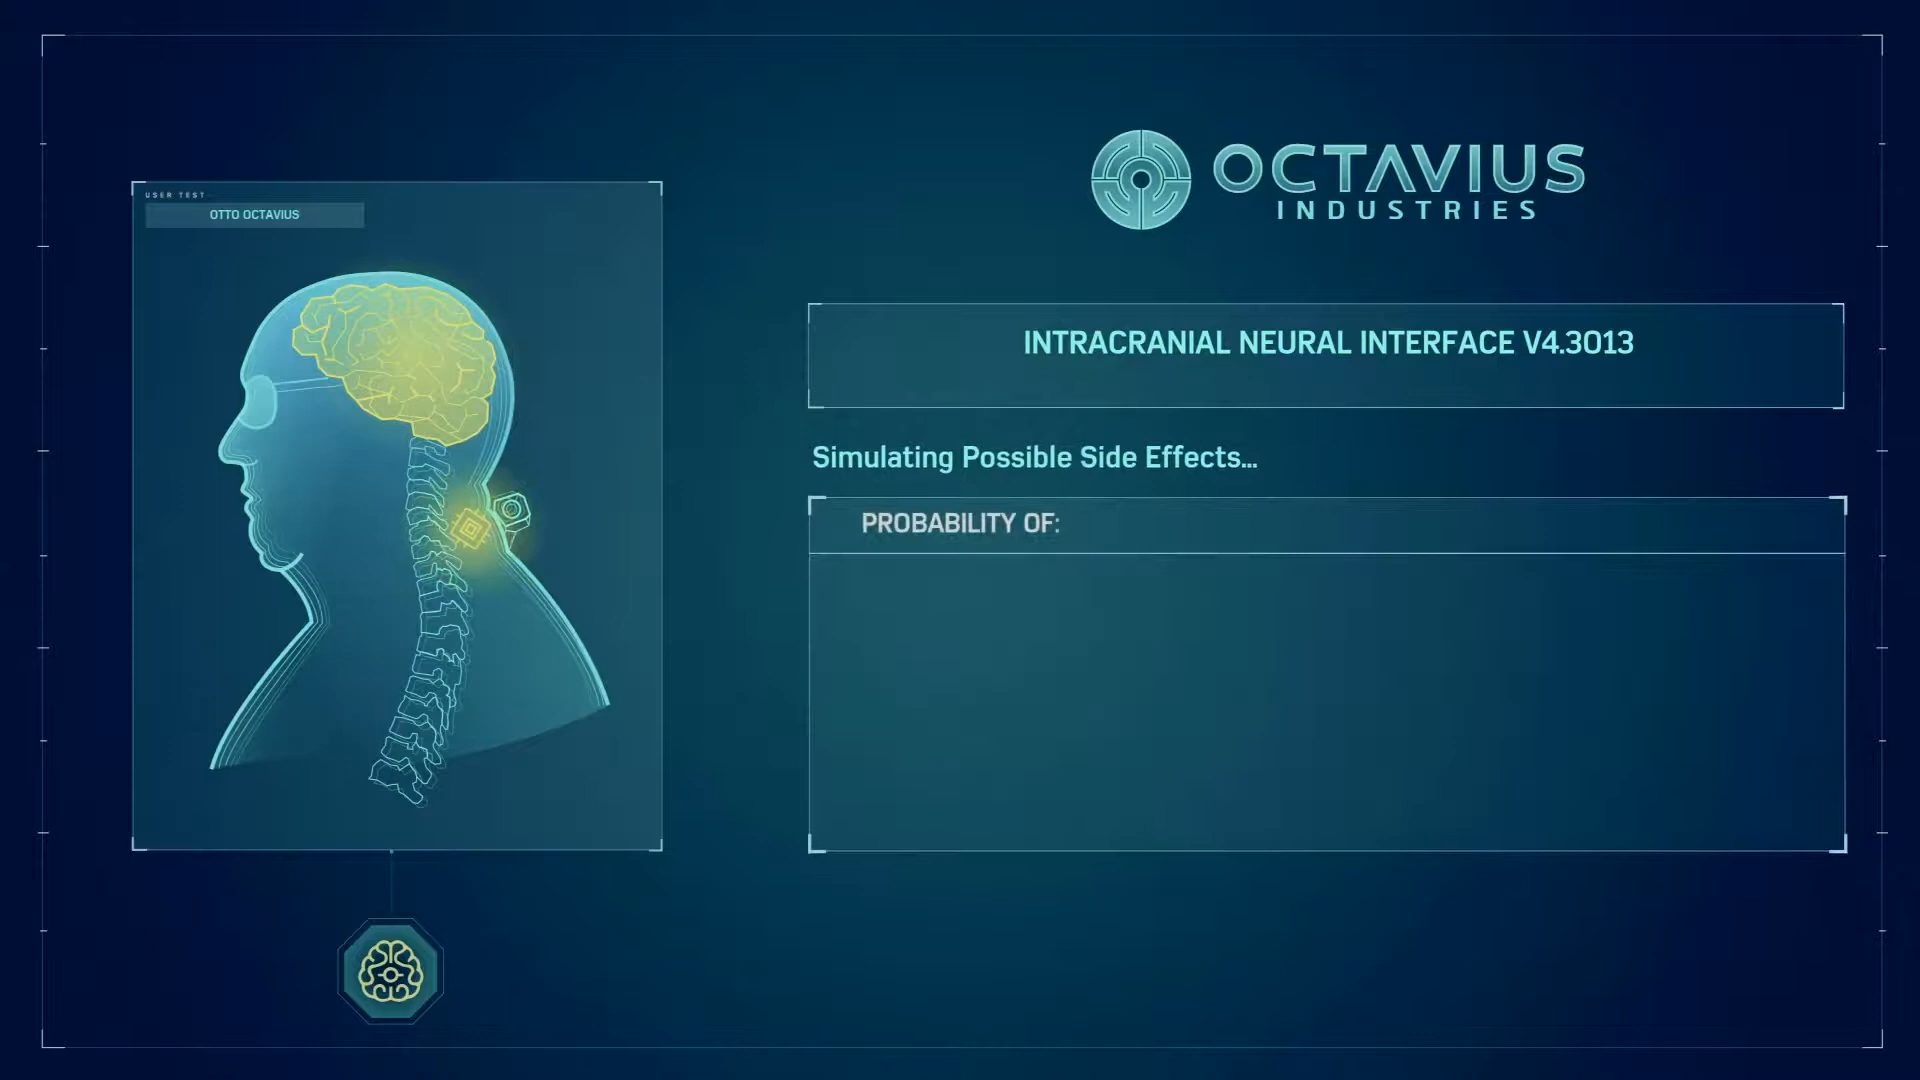 USER TEST
OTTO OCTAVIUS
OCTAVIUS
INDUSTRIES
INTRACRANIAL NEURAL INTERFACE V4.3013
Simulating Possible Side Effects...
PROBABILITY OF: